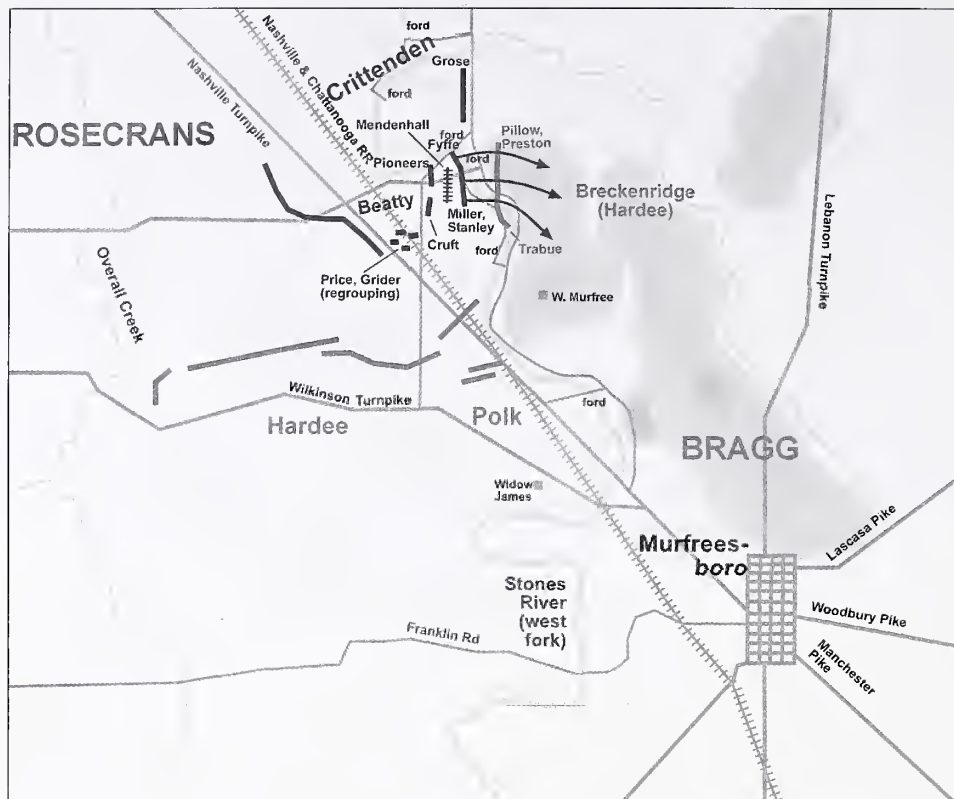 ford
Crittenden
Nashville & Chattanooga RR
Nashville Turnpike
Grose
ford
Mendenhall
ROSECRANS
ford
Fyffe
Pillow,
Preston
Pioneers
ford
Breckenridge
(Hardee)
Beatty
Miller,
Stanley
Lebanon Turnpike
Cruft
ford
Trabue
Overall Creek
Price, Grider
(regrouping)
W. Murfree
Wilkinson Turnpike
ford
Hardee
Polk
BRAGG
Widow
James
Lascasa Pike
Murfrees-
boro
Stones
River
(west
fork)
Woodbury Pike
Franklin Rd
Manchester
Pike